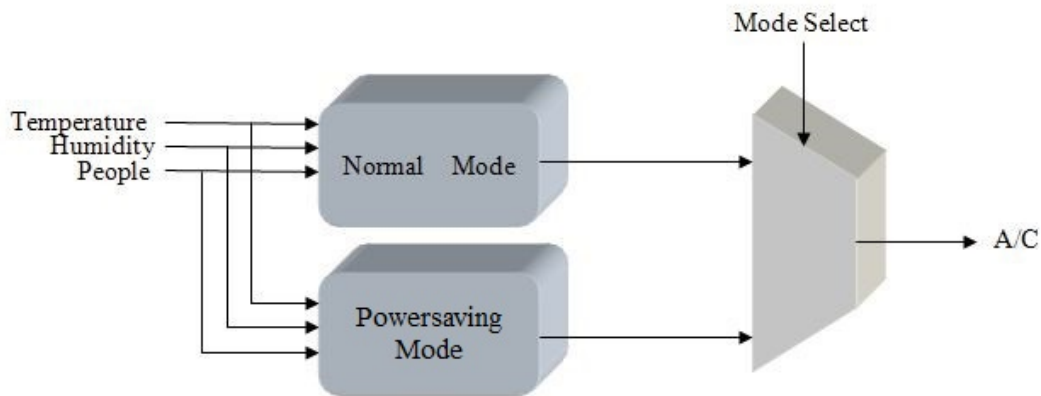 Mode Select
Temperature
Humidity
People
Normal Mode
A/C
Powersaving
Mode